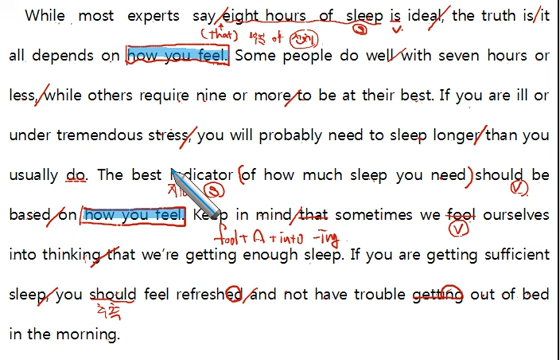 While most experts say eight hours of sleep is ideal, the truth is it
(that) of
all depends on how you feel. Some people do well with seven hours or
less, while others require nine or more to be at their best. If you are ill or
under tremendous stress, you will probably need to sleep longer than you
usually do. The best indicator (of how much sleep you need) should be
based on how you feel. Keep in mind that sometimes we fool ourselves
fool + A + into -ing
into thinking that we're getting enough sleep. If you are getting sufficient
sleep, you should feel refreshed and not have trouble getting out of bed
in the morning.